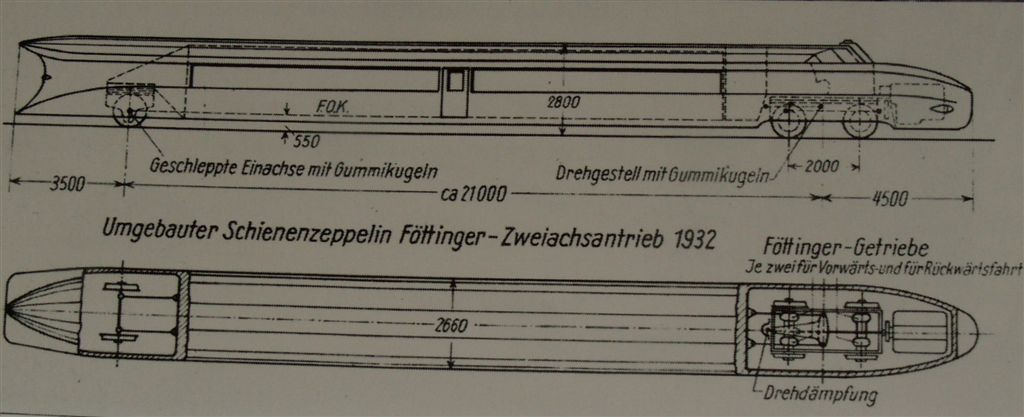 F.O.K.
2800
550
Geschleppte Einachse mit Gummikugeln
Drehgestell mit Gummikugeln
2000
3500
ca 21000
4500
Umgebauter Schienenzeppelin Föttinger-Zweiachsantrieb 1932
Föttinger-Getriebe
Je zwei für Vorwärts- und für Rückwärtsfahrt
2660
Drehdämpfung